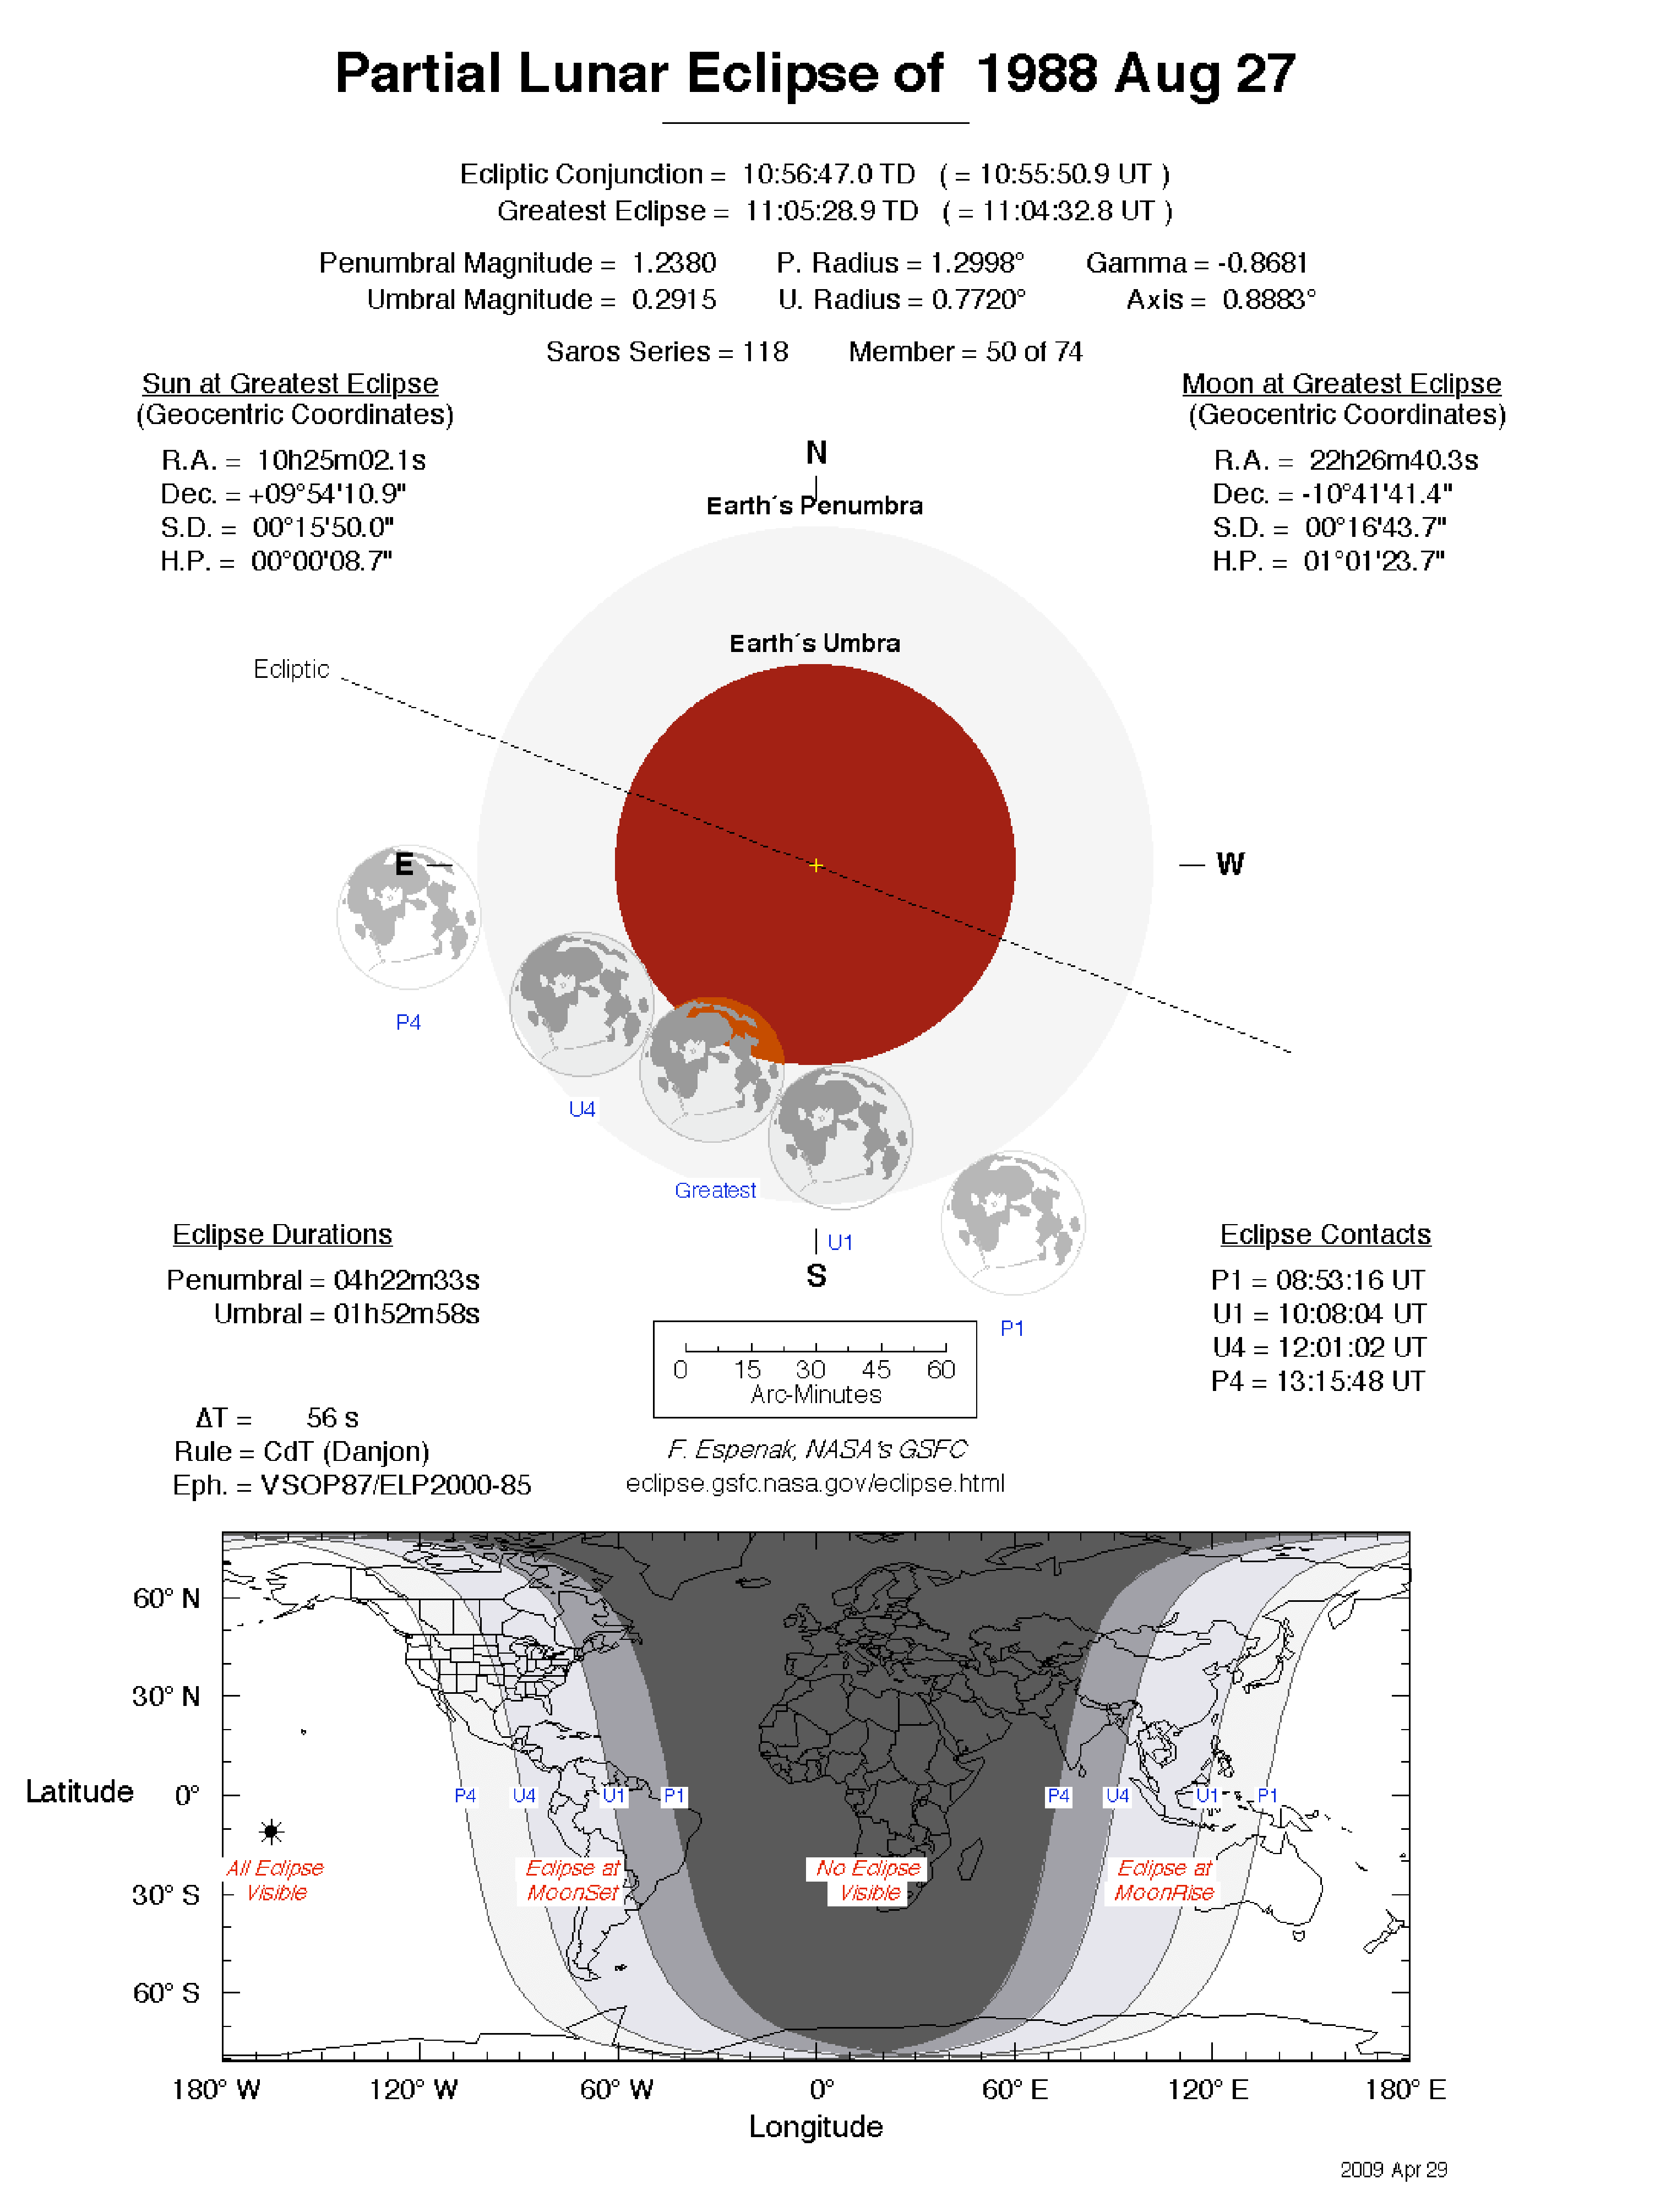 Partial Lunar Eclipse of 1988 Aug 27
Ecliptic Conjunction = 10:56:47.0 TD ( = 10:55:50.9 UT )
Greatest Eclipse = 11:05:28.9 TD ( = 11:04:32.8 UT )
Penumbral Magnitude = 1.2380 P. Radius = 1.2998° Gamma = -0.8681
Umbral Magnitude = 0.2915 U. Radius = 0.7720° Axis = 0.8883°
Saros Series = 118 Member = 50 of 74
Sun at Greatest Eclipse
(Geocentric Coordinates)
R.A. = 10h25m02.1s
Dec. = +09°54'10.9"
S.D. = 00°15'50.0"
H.P. = 00°00'08.7"
Moon at Greatest Eclipse
(Geocentric Coordinates)
R.A. = 22h26m40.3s
Dec. = -10°41'41.4"
S.D. = 00°16'43.7"
H.P. = 01°01'23.7"
N
Earth's Penumbra
Earth's Umbra
Ecliptic
E
W
P4
U4
Greatest
U1
S
P1
Eclipse Durations
Penumbral = 04h22m33s
Umbral = 01h52m58s
Eclipse Contacts
P1 = 08:53:16 UT
U1 = 10:08:04 UT
U4 = 12:01:02 UT
P4 = 13:15:48 UT
0 15 30 45 60
Arc-Minutes
ΔT = 56 s
Rule = CdT (Danjon)
Eph. = VSOP87/ELP2000-85
F. Espenak, NASA's GSFC
eclipse.gsfc.nasa.gov/eclipse.html
60° N
30° N
Latitude 0°
30° S
60° S
P4 U4 U1 P1 P4 U4 U1 P1
All Eclipse
Visible
Eclipse at
MoonSet
No Eclipse
Visible
Eclipse at
MoonRise
180° W 120° W 60° W 0° 60° E 120° E 180° E
Longitude
2009 Apr 29